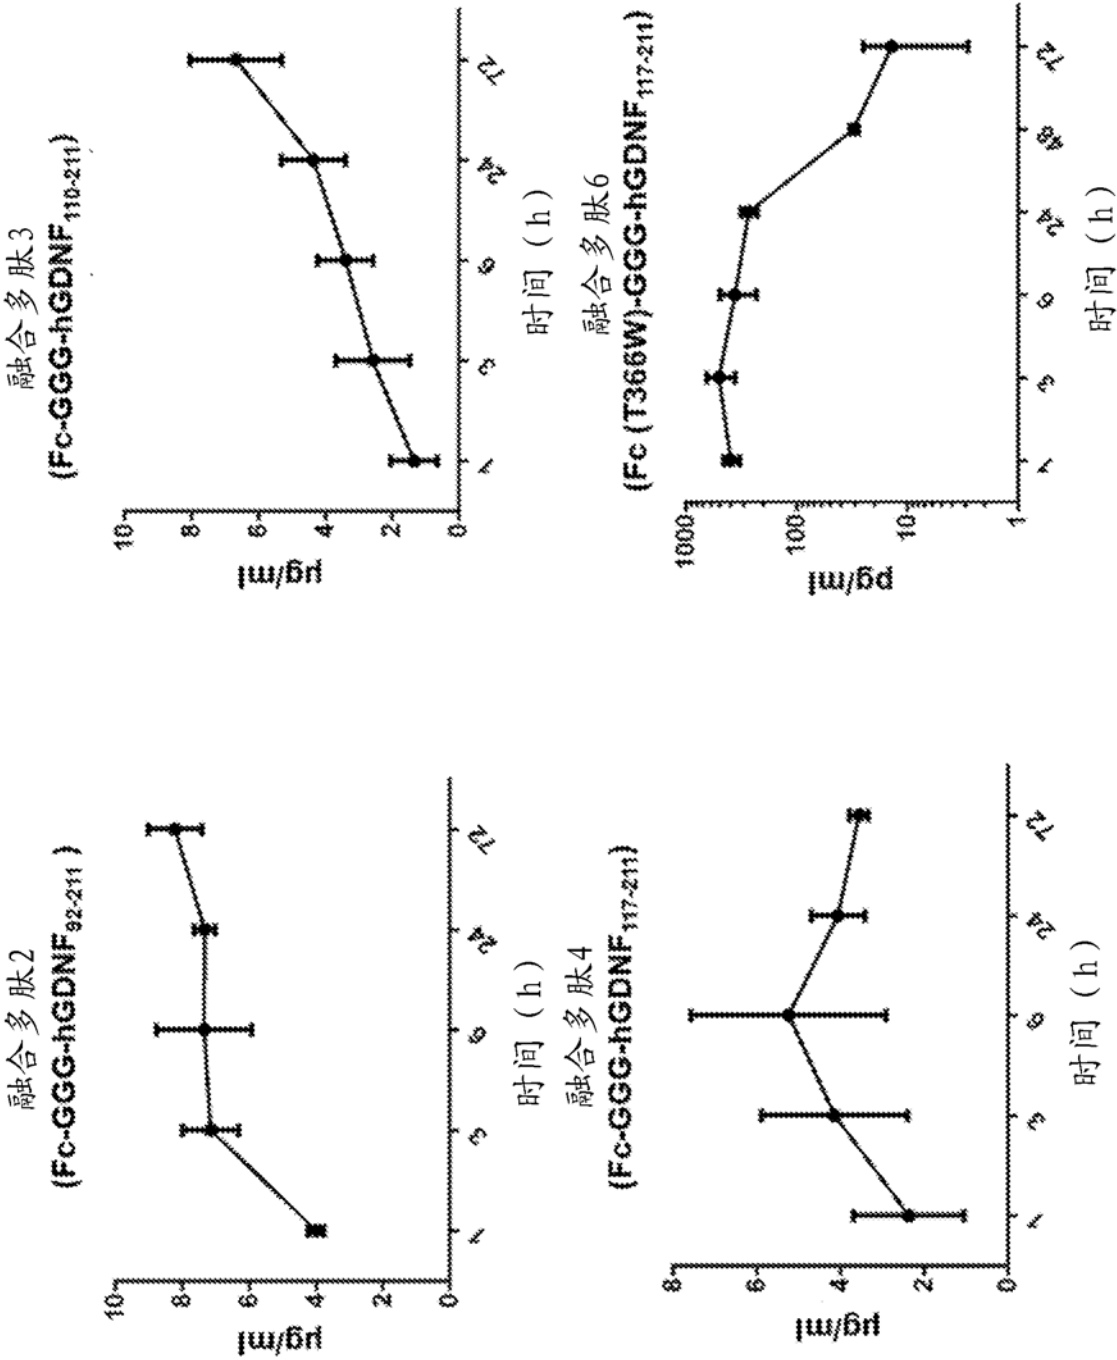 融合多肽2
(Fc-GGG-hGDNF92-211)
μg/ml
10
8
6
4
2
0
1 3 6 24 72
时间 (h)
融合多肽3
(Fc-GGG-hGDNF110-211)
μg/ml
10
8
6
4
2
0
1 3 6 24 72
时间 (h)
融合多肽4
(Fc-GGG-hGDNF117-211)
μg/ml
8
6
4
2
0
1 3 6 24 72
时间 (h)
融合多肽6
(Fc (T366W)-GGG-hGDNF117-211)
pg/ml
1000
100
10
1
1 3 6 24 48 72
时间 (h)